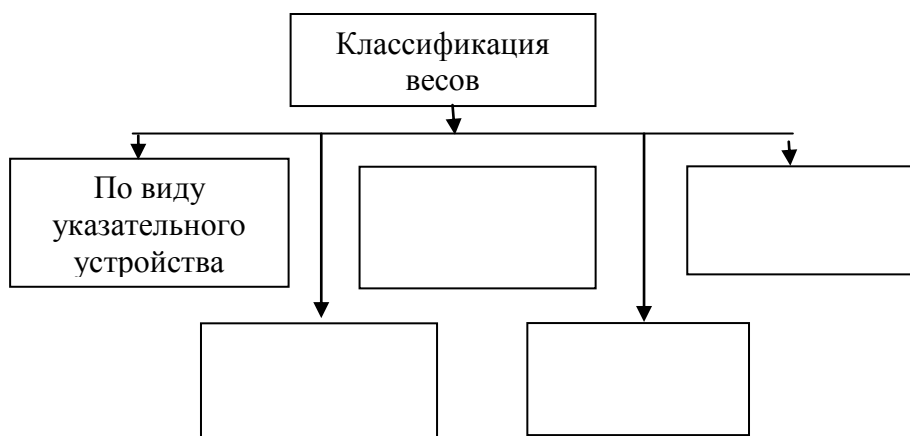 Классификация
весов
По виду
указательного
устройства